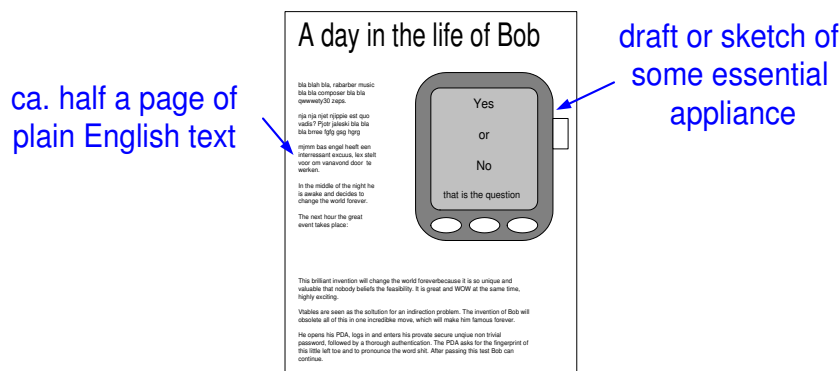 A day in the life of Bob
ca. half a page of
plain English text
bla blah bla, rabarber music
bla bla composer bla bla
qwwwety30 zeps.
nja nja njet njippie est quo
vadis? Pjotr jaleski bla bla
bla brree fgfg gsg hgrg
mjmm bas engel heeft een
interressant excuus, lex stelt
voor om vanavond door te
werken.
In the middle of the night he
is awake and decides to
change the world forever.
The next hour the great
event takes place:
Yes
or
No
that is the question
draft or sketch of
some essential
appliance
This brilliant invention will change the world foreverbecause it is so unique and
valuable that nobody beliefs the feasibility. It is great and WOW at the same time,
highly exciting.
Vtables are seen as the soltution for an indirection problem. The invention of Bob will
obsolete all of this in one incredibke move, which will make him famous forever.
He opens his PDA, logs in and enters his provate secure unqiue non trivial
password, followed by a thorough authentication. The PDA asks for the fingerprint of
this little left toe and to pronounce the word shit. After passing this test Bob can
continue.